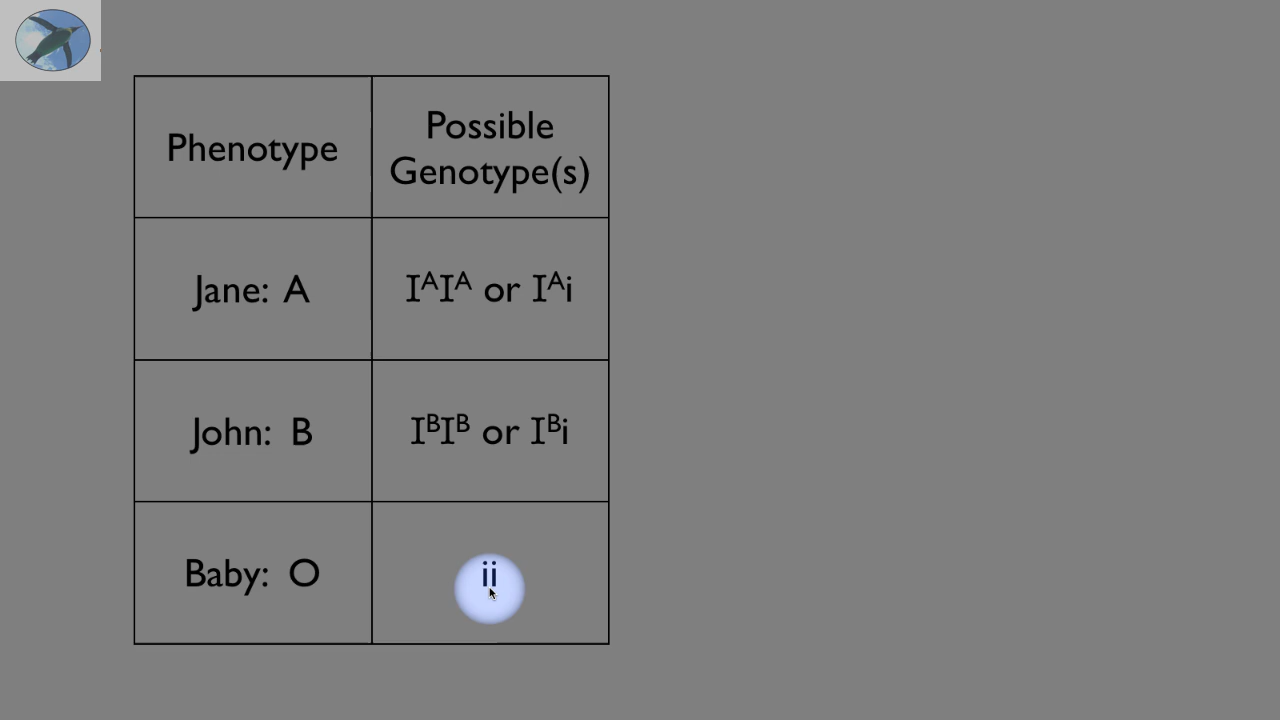 Phenotype
Possible
Genotype(s)
Jane: A
IᴬIᴬ or Iᴬi
John: B
IᴮIᴮ or Iᴮi
Baby: O
ii